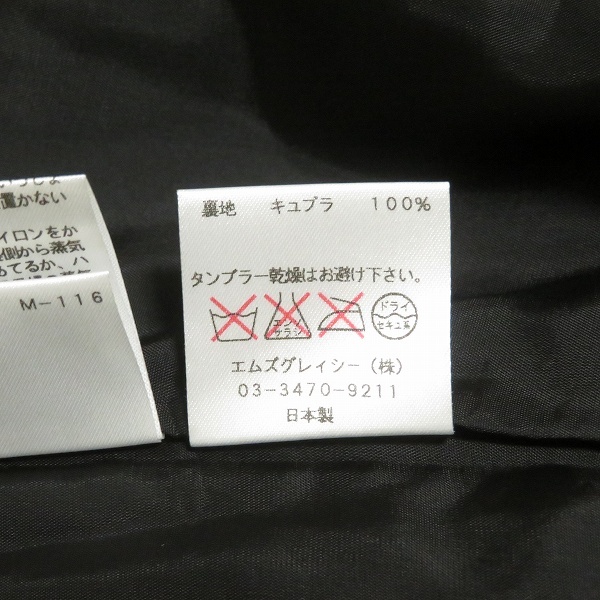 置かない
イロンをか
側から蒸気
てるか、ハ
M-116
裏地 キュプラ 100%
タンブラー乾燥はお避け下さい。
エンソ
サラシ
ドライ
セキユ系
エムズグレイシー(株)
03-3470-9211
日本製